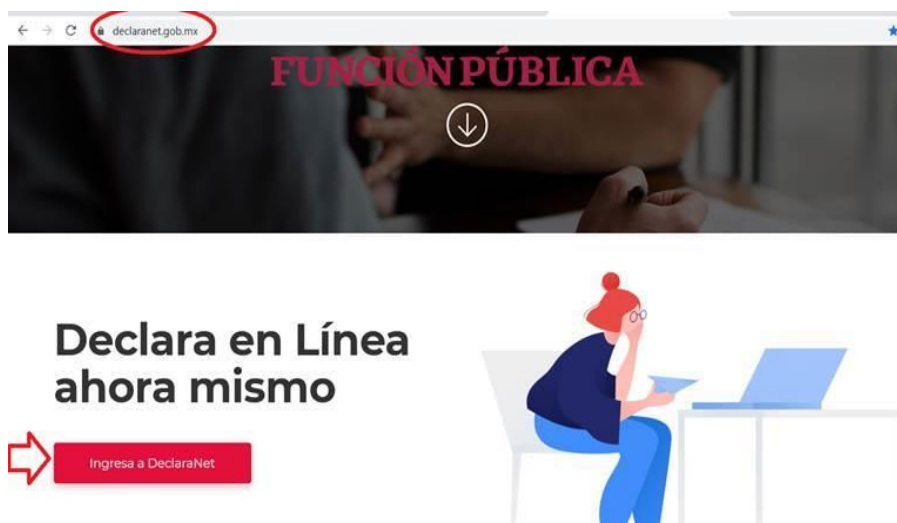 declaranet.gob.mx
FUNCIÓN PÚBLICA
Declara en Línea
ahora mismo
Ingresa a DeclaraNet